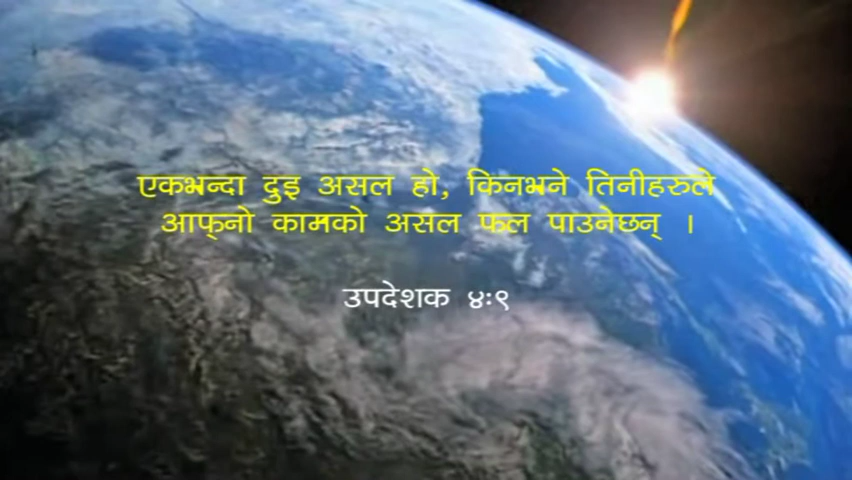 एकभन्दा दुइ असल हो, किनभने तिनीहरुले
आफ्नो कामको असल फल पाउनेछन् ।
उपदेशक ४:९